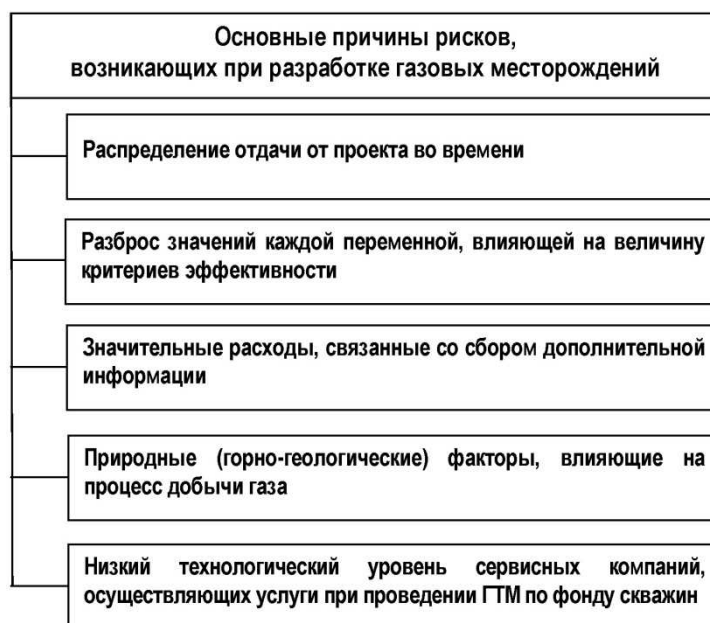 Основные причины рисков,
возникающих при разработке газовых месторождений
Распределение отдачи от проекта во времени
Разброс значений каждой переменной, влияющей на величину
критериев эффективности
Значительные расходы, связанные со сбором дополнительной
информации
Природные (горно-геологические) факторы, влияющие на
процесс добычи газа
Низкий технологический уровень сервисных компаний,
осуществляющих услуги при проведении ГТМ по фонду скважин